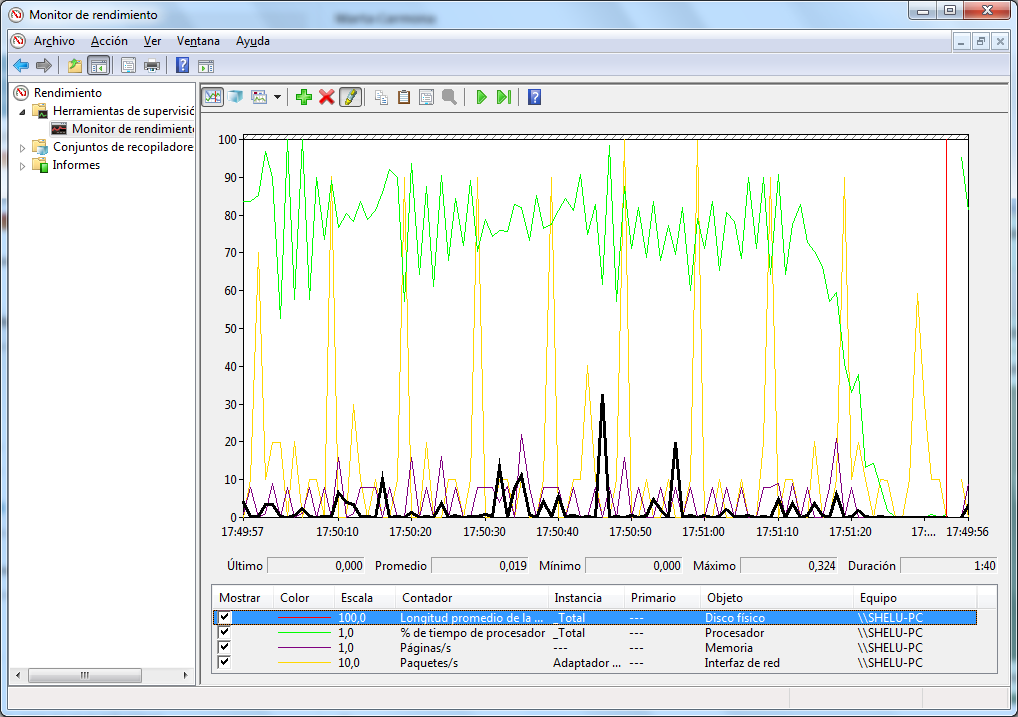 Monitor de rendimiento
Archivo Acción Ver Ventana Ayuda
Rendimiento
Herramientas de supervisió
Monitor de rendimient
Conjuntos de recopiladore
Informes
100
90
80
70
60
50
40
30
20
10
0
17:49:57 17:50:10 17:50:20 17:50:30 17:50:40 17:50:50 17:51:00 17:51:10 17:51:20 17:... 17:49:56
Último 0,000 Promedio 0,019 Mínimo 0,000 Máximo 0,324 Duración 1:40
Mostrar Color Escala Contador Instancia Primario Objeto Equipo
100,0 Longitud promedio de la ... _Total --- Disco físico \\SHELU-PC
1,0 % de tiempo de procesador _Total --- Procesador \\SHELU-PC
1,0 Páginas/s --- --- Memoria \\SHELU-PC
10,0 Paquetes/s Adaptador ... --- Interfaz de red \\SHELU-PC